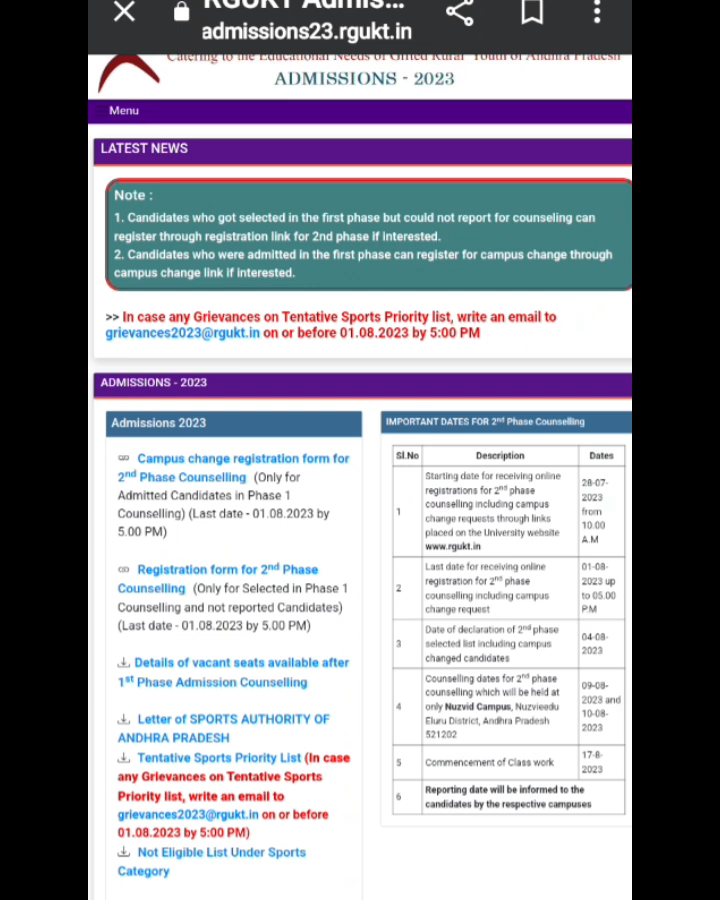 RGUKT Admis...
admissions23.rgukt.in
Catering to the Educational Needs of Gifted Rural Youth of Andhra Pradesh
ADMISSIONS - 2023
Menu
LATEST NEWS
Note :
1. Candidates who got selected in the first phase but could not report for counseling can
register through registration link for 2nd phase if interested.
2. Candidates who were admitted in the first phase can register for campus change through
campus change link if interested.
>> In case any Grievances on Tentative Sports Priority list, write an email to
grievances2023@rgukt.in on or before 01.08.2023 by 5:00 PM
ADMISSIONS - 2023
Admissions 2023
Campus change registration form for
2nd Phase Counselling (Only for
Admitted Candidates in Phase 1
Counselling) (Last date - 01.08.2023 by
5.00 PM)
Registration form for 2nd Phase
Counselling (Only for Selected in Phase 1
Counselling and not reported Candidates)
(Last date - 01.08.2023 by 5.00 PM)
Details of vacant seats available after
1st Phase Admission Counselling
Letter of SPORTS AUTHORITY OF
ANDHRA PRADESH
Tentative Sports Priority List (In case
any Grievances on Tentative Sports
Priority list, write an email to
grievances2023@rgukt.in on or before
01.08.2023 by 5:00 PM)
Not Eligible List Under Sports
Category
IMPORTANT DATES FOR 2nd Phase Counselling
Sl.No Description Dates
1
Starting date for receiving online
registrations for 2nd phase
counselling including campus
change requests through links
placed on the University website
www.rgukt.in
28-07-
2023
from
10.00
A.M
2
Last date for receiving online
registration for 2nd phase
counselling including campus
change request
01-08-
2023 up
to 05.00
P.M
3
Date of declaration of 2nd phase
selected list including campus
changed candidates
04-08-
2023
4
Counselling dates for 2nd phase
counselling which will be held at
only Nuzvid Campus, Nuzvieedu
Eluru District, Andhra Pradesh
521202
09-08-
2023 and
10-08-
2023
5
Commencement of Class work
17-8-
2023
6
Reporting date will be informed to the
candidates by the respective campuses